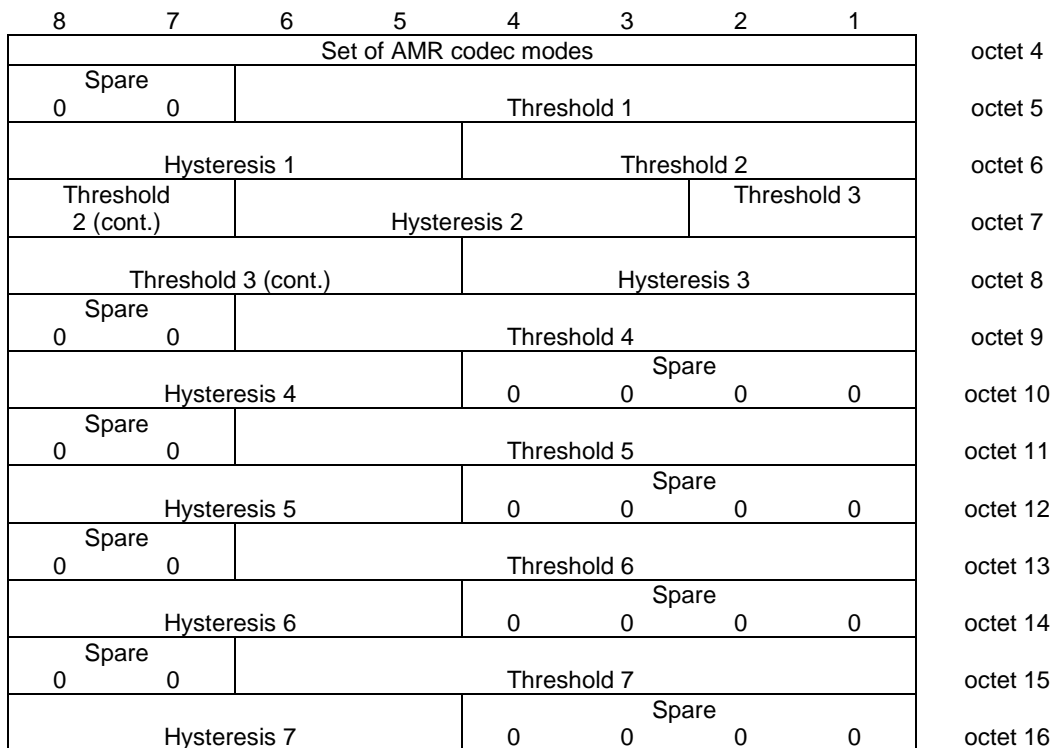 8 7 6 5 4 3 2 1
Set of AMR codec modes octet 4
Spare
0 0 Threshold 1 octet 5
Hysteresis 1 Threshold 2 octet 6
Threshold Threshold 3
2 (cont.) Hysteresis 2 octet 7
Threshold 3 (cont.) Hysteresis 3 octet 8
Spare
0 0 Threshold 4 octet 9
Spare
Hysteresis 4 0 0 0 0 octet 10
Spare
0 0 Threshold 5 octet 11
Spare
Hysteresis 5 0 0 0 0 octet 12
Spare
0 0 Threshold 6 octet 13
Spare
Hysteresis 6 0 0 0 0 octet 14
Spare
0 0 Threshold 7 octet 15
Spare
Hysteresis 7 0 0 0 0 octet 16